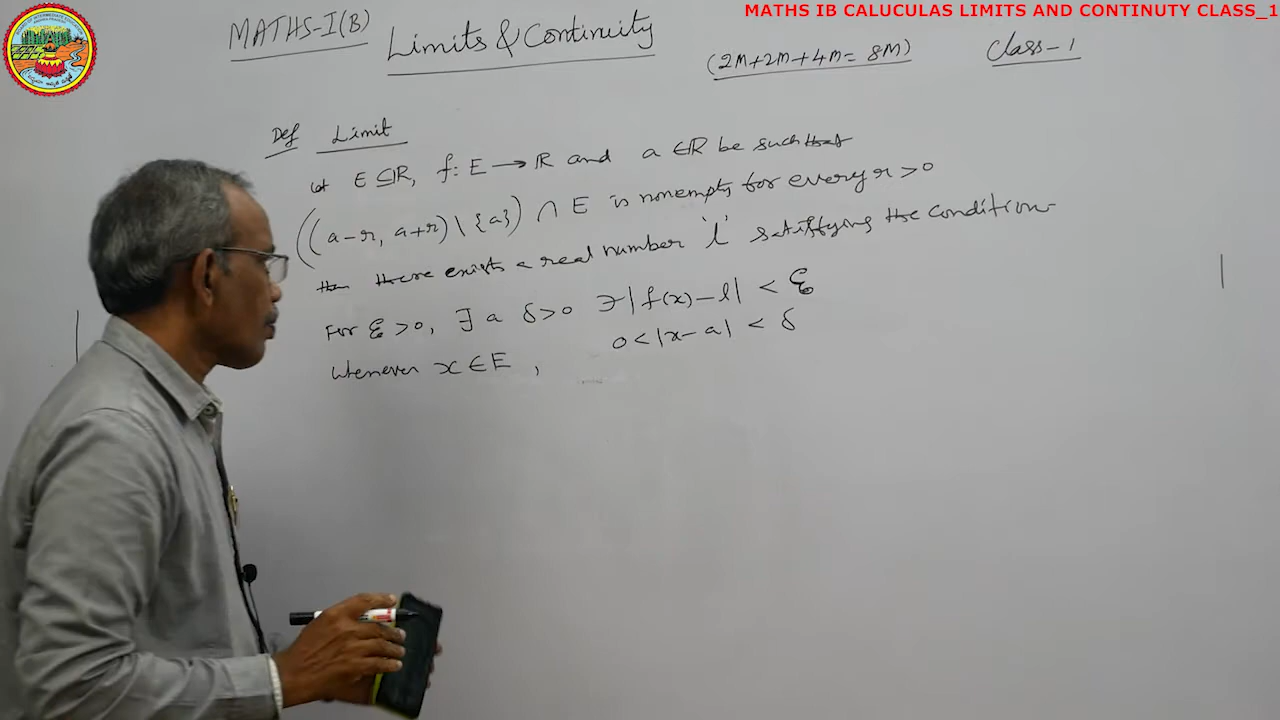 MATHS IB CALUCULAS LIMITS AND CONTINUTY CLASS_1
MATHS-I(B) Limits & Continuity (2M+2M+4M= 8M) Class-1
Def Limit
let E ⊆ R, f: E → R and a ∈ R be such that
((a-r, a+r) \ {a}) ∩ E is nonempty for every r > 0
then there exists a real number 'l' satisfying the condition
For ε > 0, ∃ a δ > 0 ∋ |f(x) - l| < ε
whenever x ∈ E , 0 < |x-a| < δ